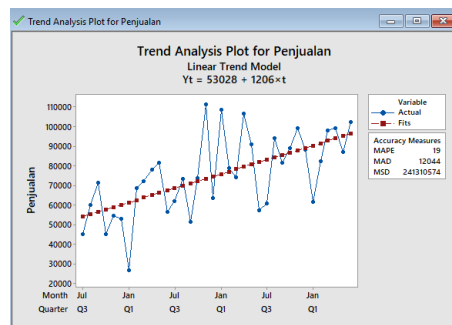 Trend Analysis Plot for Penjualan
Trend Analysis Plot for Penjualan
Linear Trend Model
Yt = 53028 + 1206×t
Variable
Actual
Fits
Accuracy Measures
MAPE 19
MAD 12044
MSD 241310574
Penjualan
110000
100000
90000
80000
70000
60000
50000
40000
30000
20000
Month Jul Jan Jul Jan Jul Jan
Quarter Q3 Q1 Q3 Q1 Q3 Q1